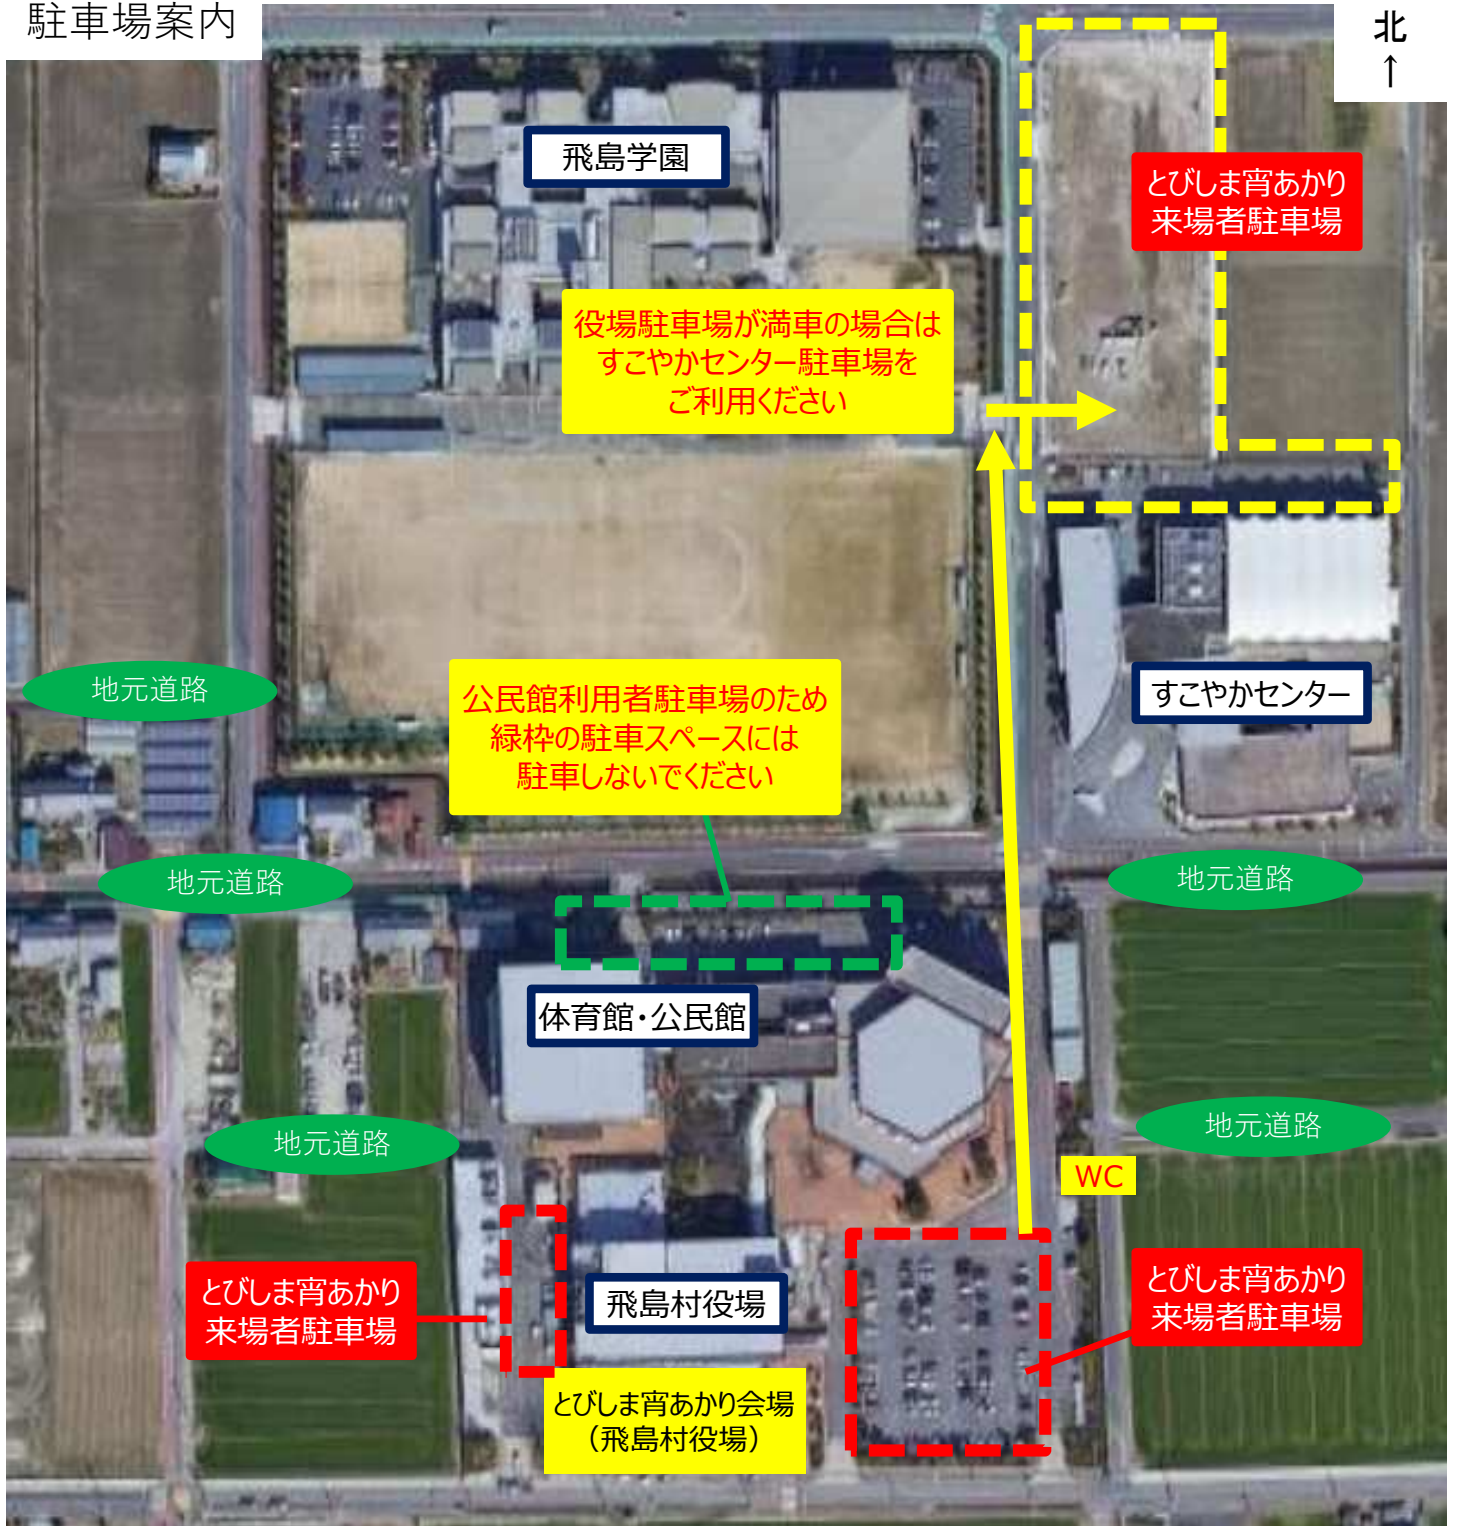 駐車場案内
北
↑
飛島学園
とびしま宵あかり
来場者駐車場
役場駐車場が満車の場合は
すこやかセンター駐車場を
ご利用ください
地元道路
公民館利用者駐車場のため
緑枠の駐車スペースには
駐車しないでください
すこやかセンター
地元道路
地元道路
体育館・公民館
地元道路
地元道路
WC
とびしま宵あかり
来場者駐車場
飛島村役場
とびしま宵あかり
来場者駐車場
とびしま宵あかり会場
（飛島村役場）